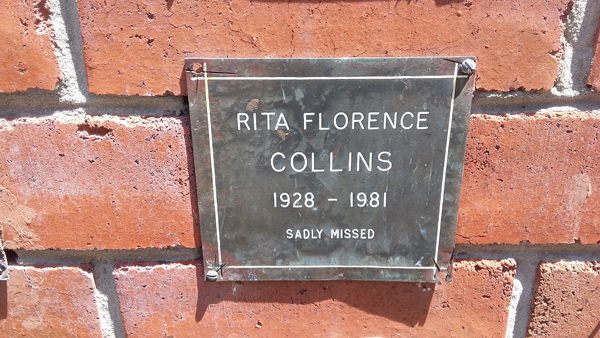 RITA FLORENCE
COLLINS
1928 - 1981
SADLY MISSED